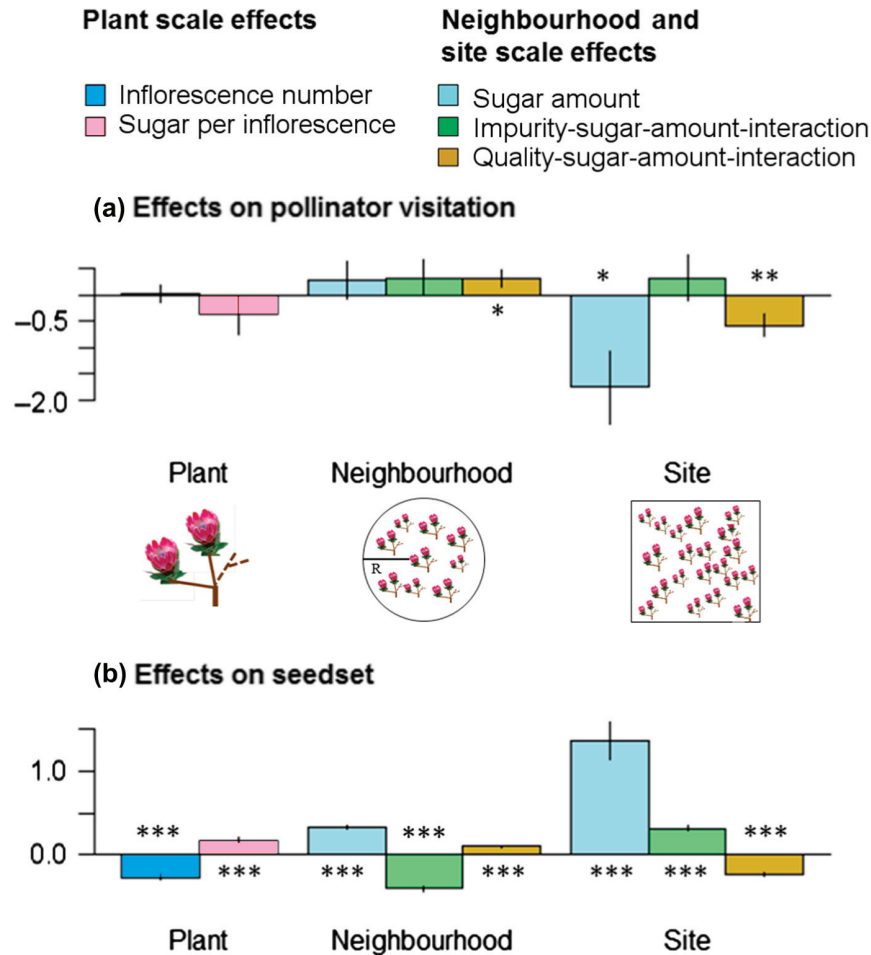 Plant scale effects
Inflorescence number
Sugar per inflorescence
Neighbourhood and
site scale effects
Sugar amount
Impurity-sugar-amount-interaction
Quality-sugar-amount-interaction
(a) Effects on pollinator visitation
* **
*
−0.5
−2.0
Plant Neighbourhood Site
R
(b) Effects on seedset
1.0
*** *** ***
0.0
*** *** *** *** ***
Plant Neighbourhood Site